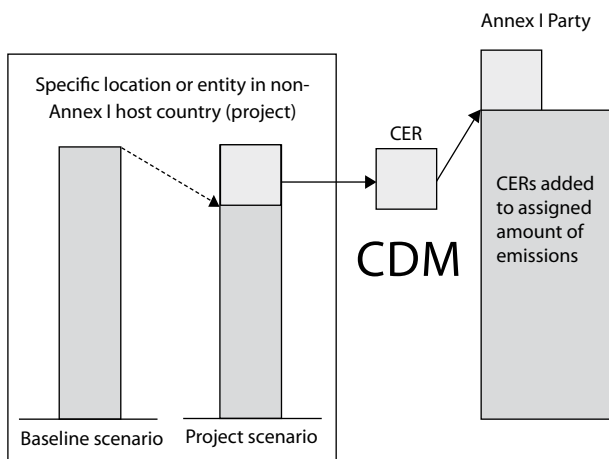 Annex I Party
Specific location or entity in non-
Annex I host country (project)
CER
CERs added
to assigned
amount of
emissions
CDM
Baseline scenario
Project scenario